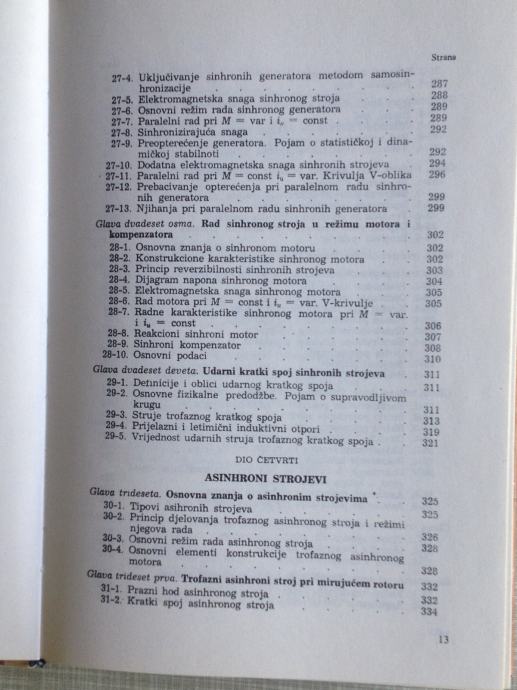 Strana
27-4. Uključivanje sinhronih generatora metodom samosin-
hronizacije . . . . . . . . . . 287
27-5. Elektromagnetska snaga sinhronog stroja . . . . 288
27-6. Osnovni režim rada sinhronog generatora . . . . 289
27-7. Paralelni rad pri M = var i iᵤ = const . . . . 289
27-8. Sinhronizirajuća snaga . . . . . . . 292
27-9. Preopterećenje generatora. Pojam o statističkoj i dina-
mičkoj stabilnoti . . . . . . . . 292
27-10. Dodatna elektromagnetska snaga sinhronih strojeva . 294
27-11. Paralelni rad pri M = const iᵤ = var. Krivulja V-oblika 296
27-12. Prebacivanje opterećenja pri paralelnom radu sinhro-
nih generatora . . . . . . . . 299
27-13. Njihanja pri paralelnom radu sinhronih generatora . 299
Glava dvadeset osma. Rad sinhronog stroja u režimu motora i
kompenzatora . . . . . . . . 302
28-1. Osnovna znanja o sinhronom motoru . . . . 302
28-2. Konstrukcione karakteristike sinhronog motora . . 302
28-3. Princip reverzibilnosti sinhronih strojeva . . . 303
28-4. Dijagram napona sinhronog motora . . . . 304
28-5. Elektromagnetska snaga sinhronog motora . . . 305
28-6. Rad motora pri M = const i iᵤ = var. V-krivulje . 305
28-7. Radne karakteristike sinhronog motora pri M = var.
i iᵤ = const . . . . . . . . 306
28-8. Reakcioni sinhroni motor . . . . . . 307
28-9. Sinhroni kompenzator . . . . . . . 308
28-10. Osnovni podaci . . . . . . . . 310
Glava dvadeset deveta. Udarni kratki spoj sinhronih strojeva . 311
29-1. Definicije i oblici udarnog kratkog spoja . . . 311
29-2. Osnovne fizikalne predodžbe. Pojam o supravodljivom
krugu . . . . . . . . . . 311
29-3. Struje trofaznog kratkog spoja . . . . . 313
29-4. Prijelazni i letimični induktivni otpori . . . . 319
29-5. Vrijednost udarnih struja trofaznog kratkog spoja . . 321
DIO ČETVRTI
ASINHRONI STROJEVI
Glava trideseta. Osnovna znanja o asinhronim strojevima . . 325
30-1. Tipovi asihronih strojeva . . . . . . 325
30-2. Princip djelovanja trofaznog asinhronog stroja i režimi
njegova rada . . . . . . . . 326
30-3. Osnovni režim rada asinhronog stroja . . . . 328
30-4. Osnovni elementi konstrukcije trofaznog asinhronog
motora . . . . . . . . . 328
Glava trideset prva. Trofazni asinhroni stroj pri mirujućem rotoru 332
31-1. Prazni hod asinhronog stroja . . . . . 332
31-2. Kratki spoj asinhronog stroja . . . . . 334
13